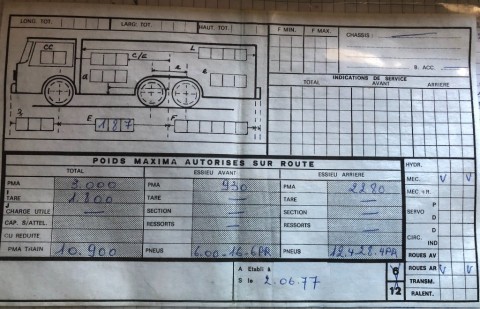 LONG. TOT. LARG. TOT. HAUT. TOT. F MIN. F MAX. CHASSIS :
CC L
C/E S. ACC.
e INDICATIONS DE SERVICE
d e TOTAL AVANT ARRIERE
E 187 F
POIDS MAXIMA AUTORISES SUR ROUTE
TOTAL ESSIEU AVANT ESSIEU ARRIERE
HYDR.
PMA 3.000 PMA 930 PMA 2280 MEC. V V
TARE 1.800 TARE — TARE — MEC + H.
CHARGE UTILE — SECTION — SECTION — SERVO P D
CAP. S/ATTEL. RESSORTS — RESSORTS —
CU REDUITE CIRC. D IND
PMA TRAIN 10.900 PNEUS 6.00-16-6PR PNEUS 12.4-28.4PR ROUES AV
A Etabli à 6 ROUES AR V V
S le 2.06.77 TRANSM.
12 RALENT.